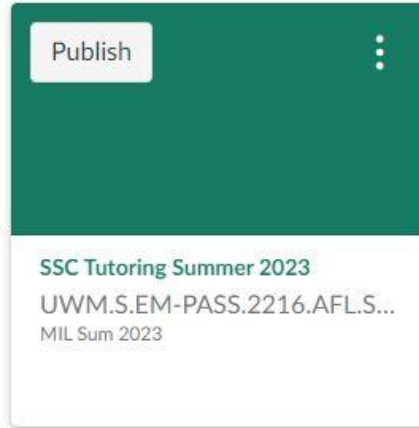 Publish
SSC Tutoring Summer 2023
UWM.S.EM-PASS.2216.AFL.S...
MIL Sum 2023